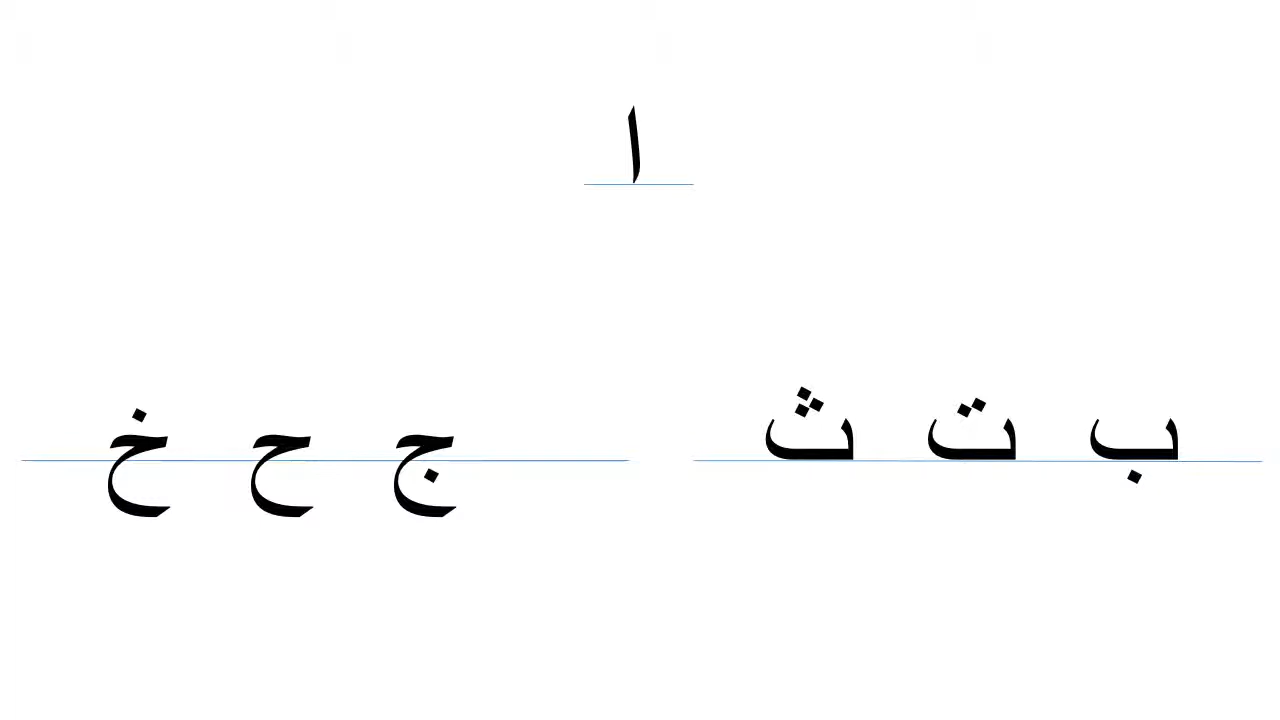 ا
ب ت ث
ج ح خ